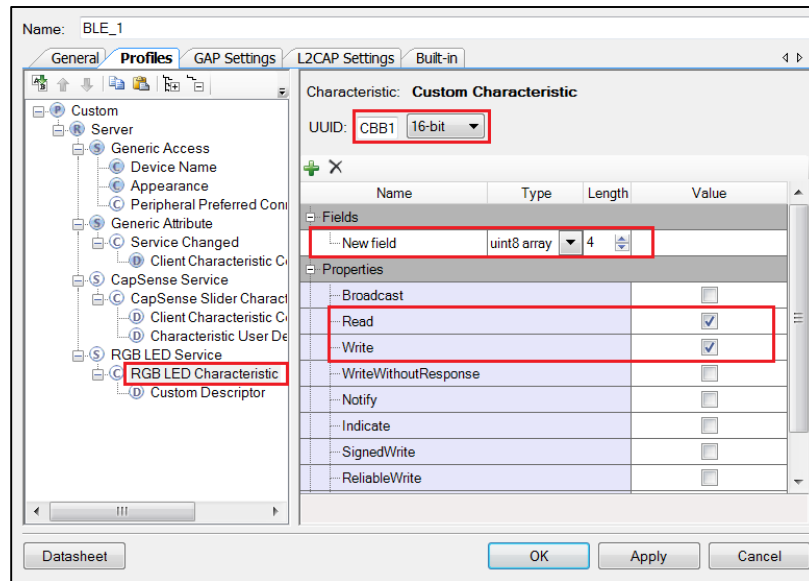 Name: BLE_1
General Profiles GAP Settings L2CAP Settings Built-in
Custom
Server
Generic Access
Device Name
Appearance
Peripheral Preferred Conn
Generic Attribute
Service Changed
Client Characteristic C
CapSense Service
CapSense Slider Charact
Client Characteristic C
Characteristic User De
RGB LED Service
RGB LED Characteristic
Custom Descriptor
Characteristic: Custom Characteristic
UUID: CBB1 16-bit
Name Type Length Value
Fields
New field uint8 array 4
Properties
Broadcast
Read
Write
WriteWithoutResponse
Notify
Indicate
SignedWrite
ReliableWrite
Datasheet OK Apply Cancel